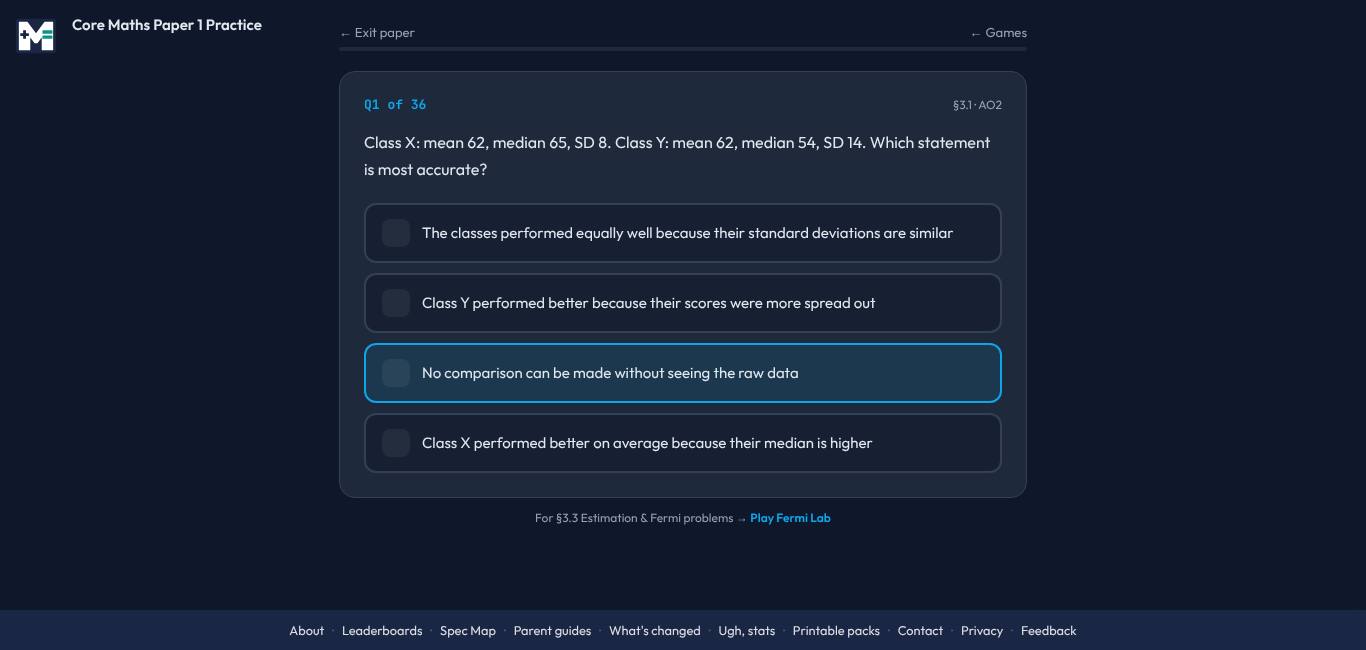 Core Maths Paper 1 Practice
← Exit paper
← Games
Q1 of 36
§3.1 · AO2
Class X: mean 62, median 65, SD 8. Class Y: mean 62, median 54, SD 14. Which statement
is most accurate?
The classes performed equally well because their standard deviations are similar
Class Y performed better because their scores were more spread out
No comparison can be made without seeing the raw data
Class X performed better on average because their median is higher
For §3.3 Estimation & Fermi problems → Play Fermi Lab
About · Leaderboards · Spec Map · Parent guides · What's changed · Ugh, stats · Printable packs · Contact · Privacy · Feedback